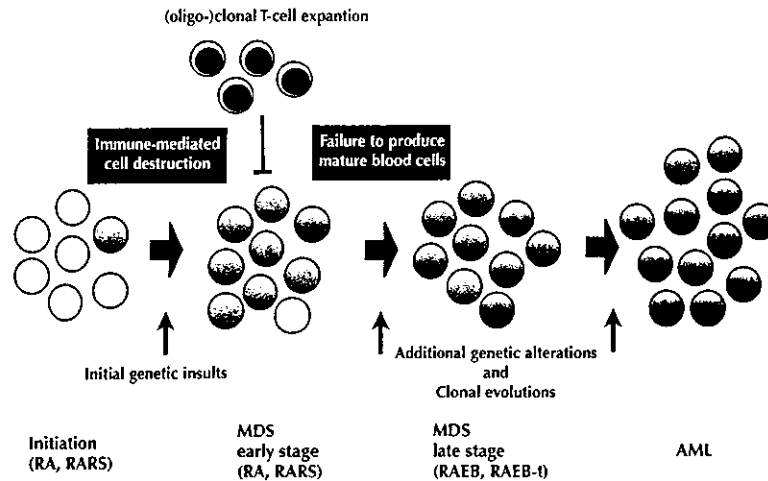 (oligo-)clonal T-cell expantion
Immune-mediated
cell destruction
Failure to produce
mature blood cells
Initial genetic insults
Additional genetic alterations
and
Clonal evolutions
Initiation
(RA, RARS)
MDS
early stage
(RA, RARS)
MDS
late stage
(RAEB, RAEB-t)
AML